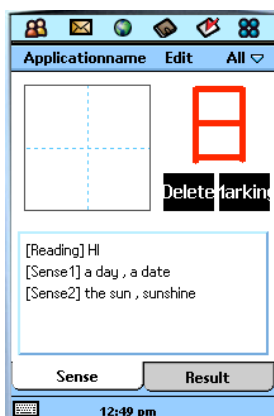 Applicationname Edit All
日
Delete Marking
[Reading] HI
[Sense1] a day , a date
[Sense2] the sun , sunshine
Sense Result
12:49 pm